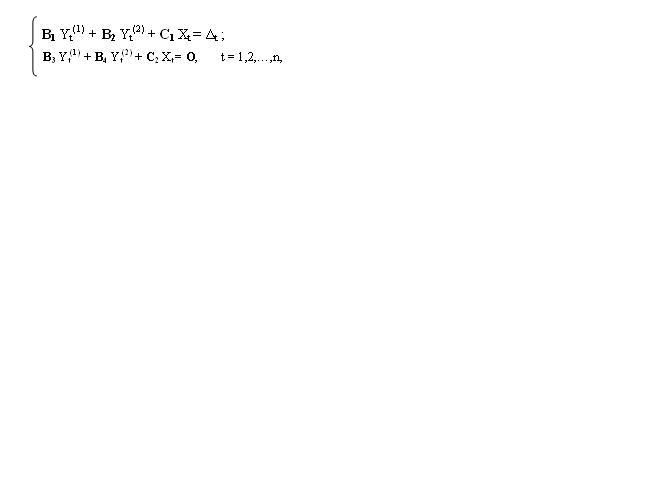 B₁ Yₜ⁽¹⁾ + B₂ Yₜ⁽²⁾ + C₁ Xₜ = Δₜ ;
B₃ Yₜ⁽¹⁾ + B₄ Yₜ⁽²⁾ + C₂ Xₜ = O, t = 1,2,…,n,